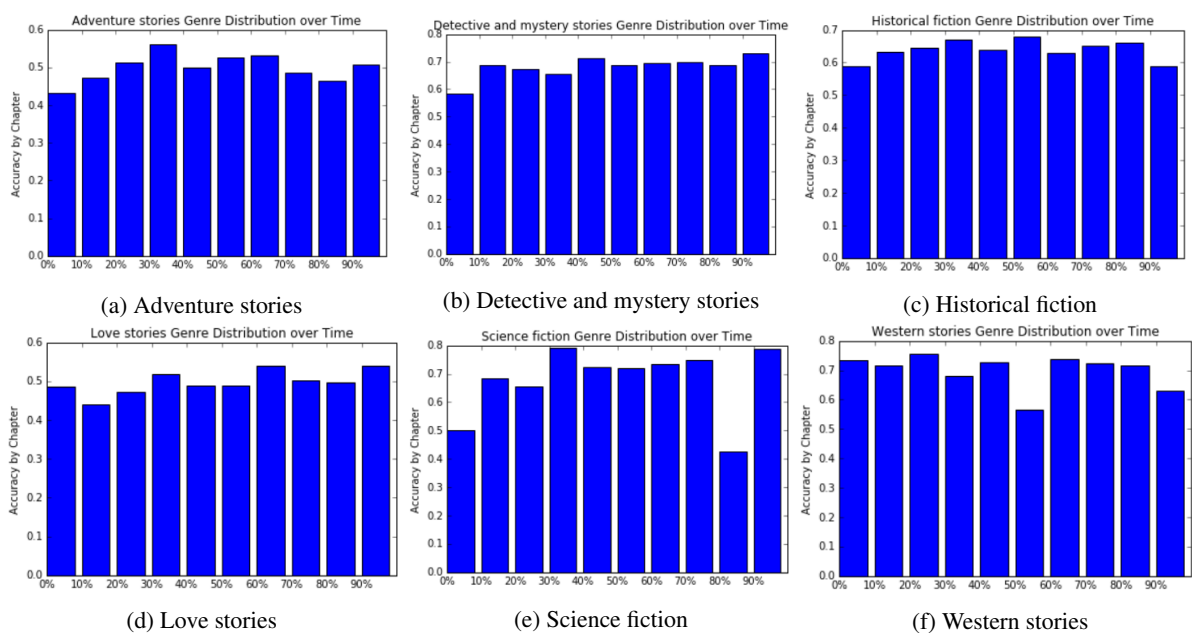 Adventure stories Genre Distribution over Time
Accuracy by Chapter
0.6
0.5
0.4
0.3
0.2
0.1
0.0
0% 10% 20% 30% 40% 50% 60% 70% 80% 90%
(a) Adventure stories
Detective and mystery stories Genre Distribution over Time
Accuracy by Chapter
0.8
0.7
0.6
0.5
0.4
0.3
0.2
0.1
0.0
0% 10% 20% 30% 40% 50% 60% 70% 80% 90%
(b) Detective and mystery stories
Historical fiction Genre Distribution over Time
Accuracy by Chapter
0.7
0.6
0.5
0.4
0.3
0.2
0.1
0.0
0% 10% 20% 30% 40% 50% 60% 70% 80% 90%
(c) Historical fiction
Love stories Genre Distribution over Time
Accuracy by Chapter
0.6
0.5
0.4
0.3
0.2
0.1
0.0
0% 10% 20% 30% 40% 50% 60% 70% 80% 90%
(d) Love stories
Science fiction Genre Distribution over Time
Accuracy by Chapter
0.8
0.7
0.6
0.5
0.4
0.3
0.2
0.1
0.0
0% 10% 20% 30% 40% 50% 60% 70% 80% 90%
(e) Science fiction
Western stories Genre Distribution over Time
Accuracy by Chapter
0.8
0.7
0.6
0.5
0.4
0.3
0.2
0.1
0.0
0% 10% 20% 30% 40% 50% 60% 70% 80% 90%
(f) Western stories